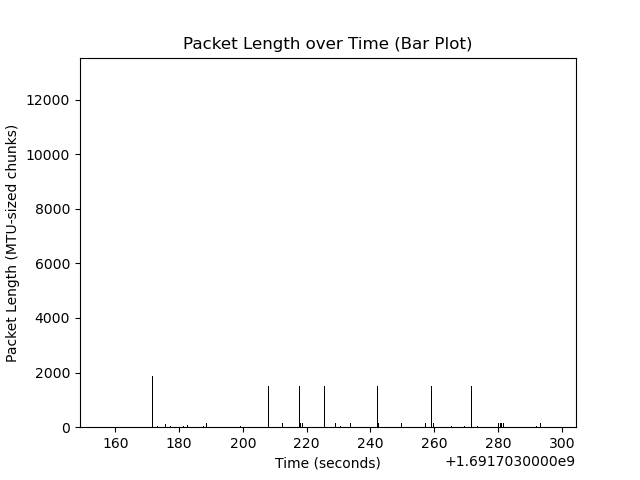 Packet Length over Time (Bar Plot)
12000
10000
8000
6000
4000
2000
0
Packet Length (MTU-sized chunks)
160 180 200 220 240 260 280 300
Time (seconds)
+1.6917030000e9